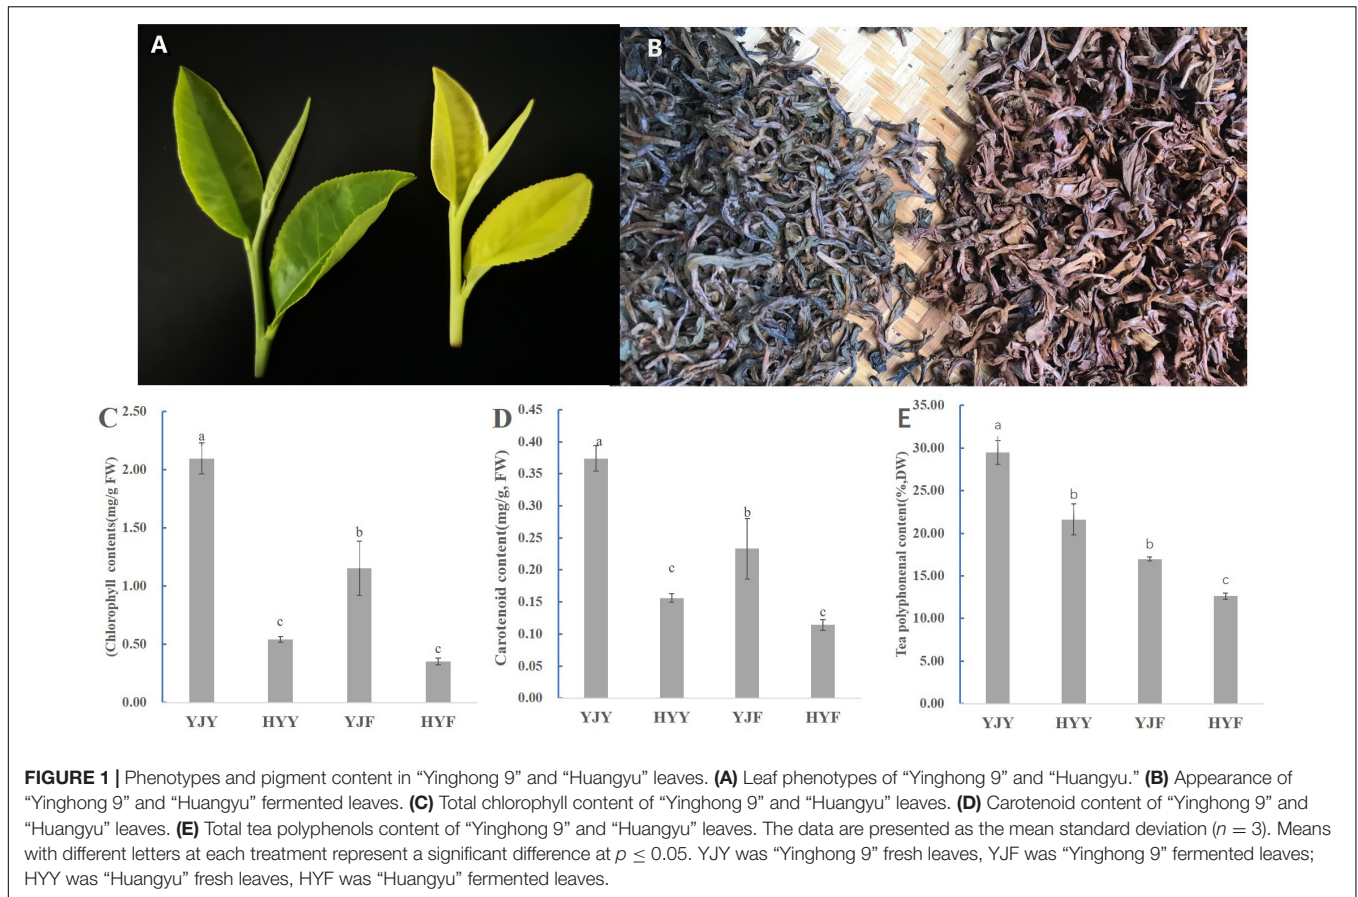 A
B
C
(Chlorophyll contents(mg/g FW)
2.50
2.00
1.50
1.00
0.50
0.00
a
c
b
c
YJY HYY YJF HYF
D
Carotenoid content(mg/g, FW)
0.45
0.40
0.35
0.30
0.25
0.20
0.15
0.10
0.05
0.00
a
c
b
c
YJY HYY YJF HYF
E
Tea polyphonenal content(%,DW)
35.00
30.00
25.00
20.00
15.00
10.00
5.00
0.00
a
b
b
c
YJY HYY YJF HYF
FIGURE 1 | Phenotypes and pigment content in “Yinghong 9” and “Huangyu” leaves. (A) Leaf phenotypes of “Yinghong 9” and “Huangyu.” (B) Appearance of
“Yinghong 9” and “Huangyu” fermented leaves. (C) Total chlorophyll content of “Yinghong 9” and “Huangyu” leaves. (D) Carotenoid content of “Yinghong 9” and
“Huangyu” leaves. (E) Total tea polyphenols content of “Yinghong 9” and “Huangyu” leaves. The data are presented as the mean standard deviation (n = 3). Means
with different letters at each treatment represent a significant difference at p ≤ 0.05. YJY was “Yinghong 9” fresh leaves, YJF was “Yinghong 9” fermented leaves;
HYY was “Huangyu” fresh leaves, HYF was “Huangyu” fermented leaves.